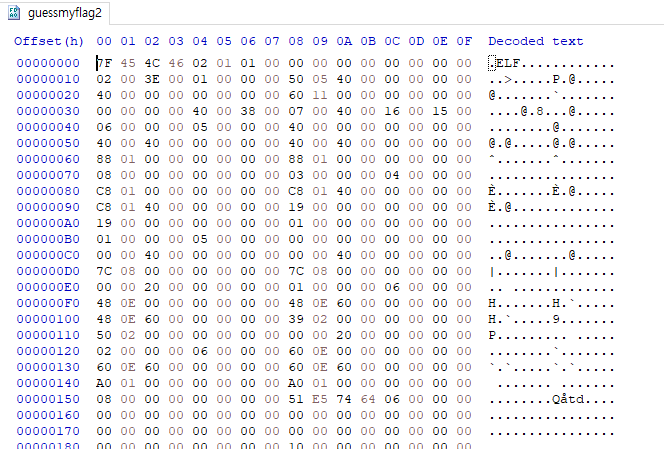 guessmyflag2
Offset(h) 00 01 02 03 04 05 06 07 08 09 0A 0B 0C 0D 0E 0F Decoded text
00000000 7F 45 4C 46 02 01 01 00 00 00 00 00 00 00 00 00 .ELF............
00000010 02 00 3E 00 01 00 00 00 50 05 40 00 00 00 00 00 ..>.....P.@.....
00000020 40 00 00 00 00 00 00 00 60 11 00 00 00 00 00 00 @.......`.......
00000030 00 00 00 00 40 00 38 00 07 00 40 00 16 00 15 00 ....@.8...@.....
00000040 06 00 00 00 05 00 00 00 40 00 00 00 00 00 00 00 ........@.......
00000050 40 00 40 00 00 00 00 00 40 00 40 00 00 00 00 00 @.@.....@.@.....
00000060 88 01 00 00 00 00 00 00 88 01 00 00 00 00 00 00 ˆ.......ˆ.......
00000070 08 00 00 00 00 00 00 00 03 00 00 00 04 00 00 00 ................
00000080 C8 01 00 00 00 00 00 00 C8 01 40 00 00 00 00 00 È.......È.@.....
00000090 C8 01 40 00 00 00 00 00 19 00 00 00 00 00 00 00 È.@.............
000000A0 19 00 00 00 00 00 00 00 01 00 00 00 00 00 00 00 ................
000000B0 01 00 00 00 05 00 00 00 00 00 00 00 00 00 00 00 ................
000000C0 00 00 40 00 00 00 00 00 00 00 40 00 00 00 00 00 ..@.......@.....
000000D0 7C 08 00 00 00 00 00 00 7C 08 00 00 00 00 00 00 |.......|.......
000000E0 00 00 20 00 00 00 00 00 01 00 00 00 06 00 00 00 .. .............
000000F0 48 0E 00 00 00 00 00 00 48 0E 60 00 00 00 00 00 H.......H.`.....
00000100 48 0E 60 00 00 00 00 00 39 02 00 00 00 00 00 00 H.`.....9.......
00000110 50 02 00 00 00 00 00 00 00 00 20 00 00 00 00 00 P......... .....
00000120 02 00 00 00 06 00 00 00 60 0E 00 00 00 00 00 00 ........`.......
00000130 60 0E 60 00 00 00 00 00 60 0E 60 00 00 00 00 00 `.`.....`.`.....
00000140 A0 01 00 00 00 00 00 00 A0 01 00 00 00 00 00 00  .......  .......
00000150 08 00 00 00 00 00 00 00 51 E5 74 64 06 00 00 00 ........Qåtd....
00000160 00 00 00 00 00 00 00 00 00 00 00 00 00 00 00 00 ................
00000170 00 00 00 00 00 00 00 00 00 00 00 00 00 00 00 00 ................
00000180 00 00 00 00 00 00 00 00 10 00 00 00 00 00 00 00